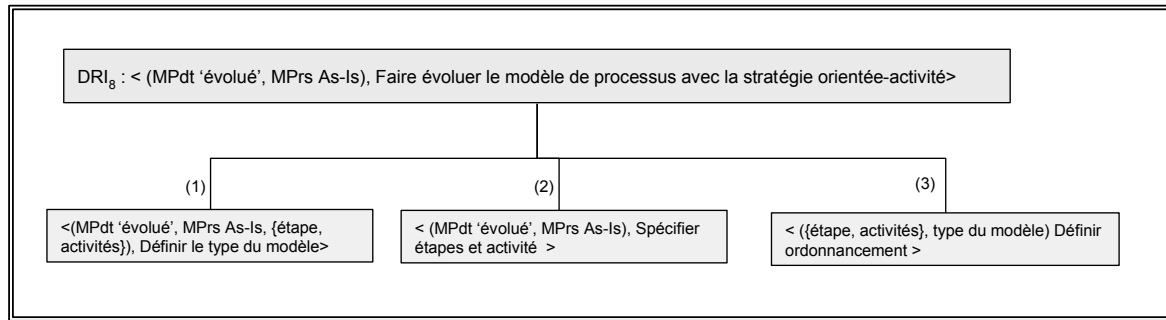 DRI8 : < (MPdt ‘évolué’, MPrs As-Is), Faire évoluer le modèle de processus avec la stratégie orientée-activité>
(1)
(2)
(3)
<(MPdt ‘évolué’, MPrs As-Is, {étape,
activités}), Définir le type du modèle>
< (MPdt ‘évolué’, MPrs As-Is), Spécifier
étapes et activité >
< ({étape, activités}, type du modèle) Définir
ordonnancement >